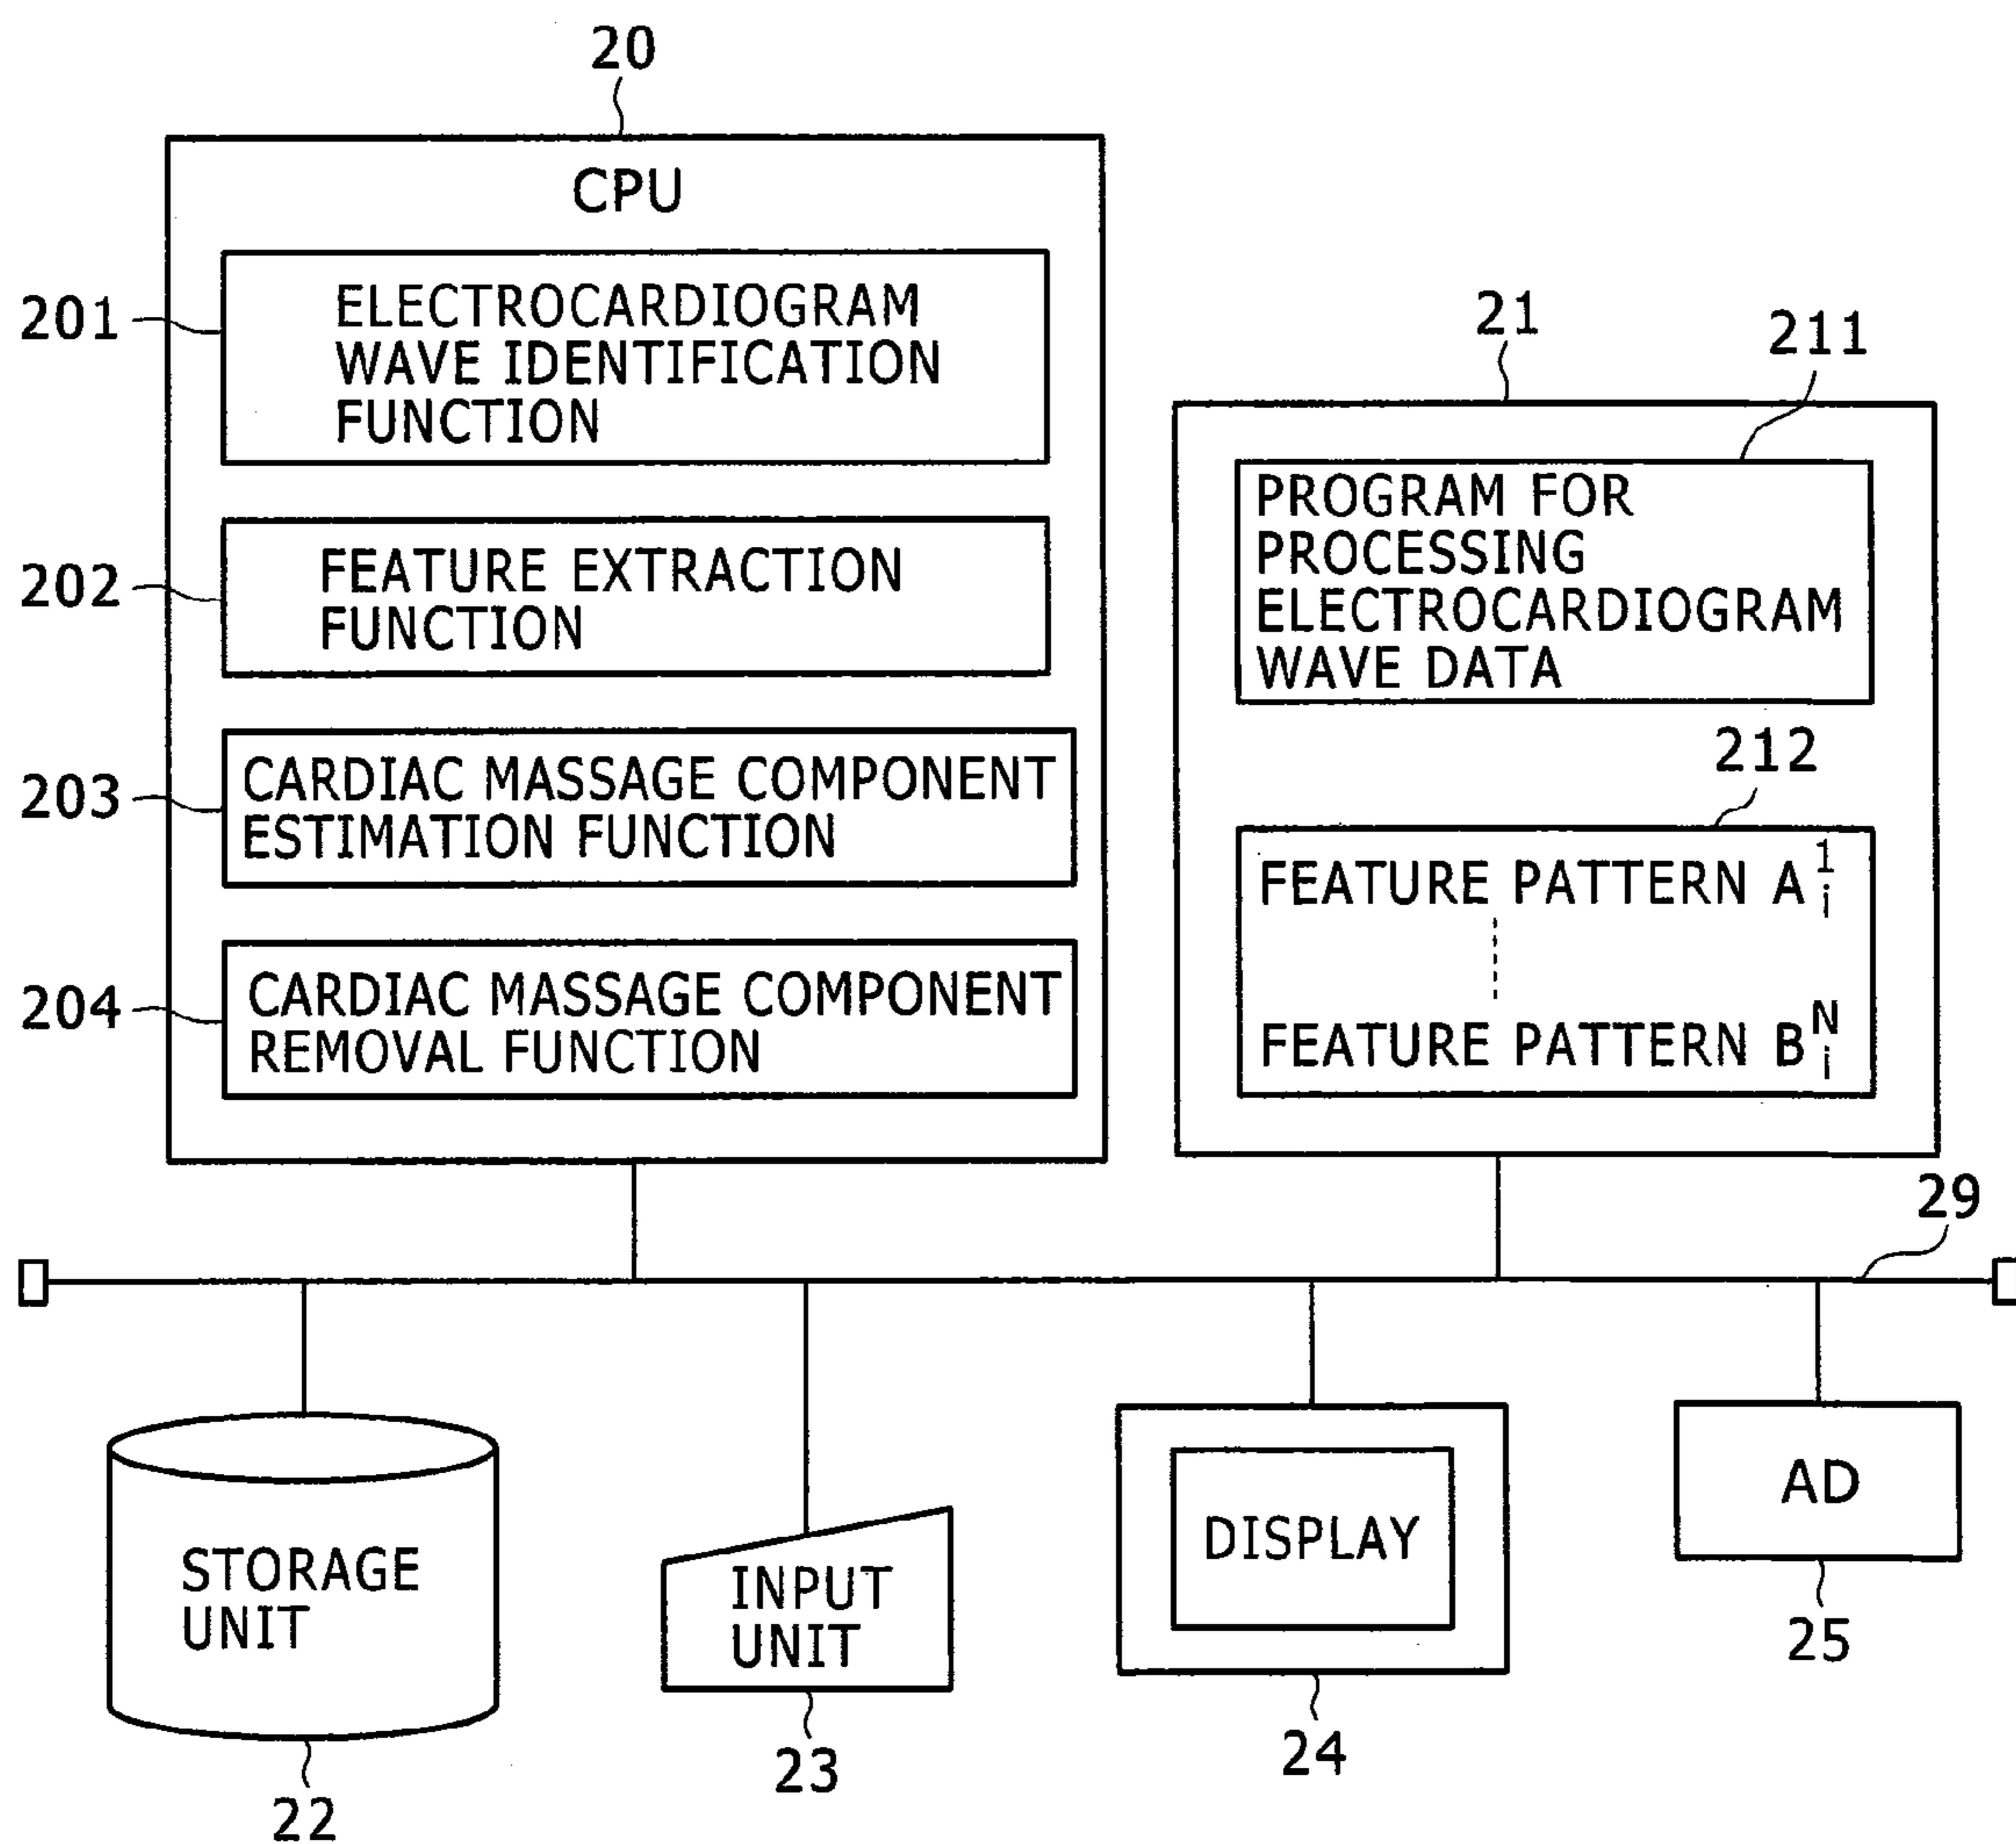 20
CPU
201
ELECTROCARDIOGRAM
WAVE IDENTIFICATION
FUNCTION
202
FEATURE EXTRACTION
FUNCTION
203
CARDIAC MASSAGE COMPONENT
ESTIMATION FUNCTION
204
CARDIAC MASSAGE COMPONENT
REMOVAL FUNCTION
21
211
PROGRAM FOR
PROCESSING
ELECTROCARDIOGRAM
WAVE DATA
212
FEATURE PATTERN A 1 i
FEATURE PATTERN B N i
29
STORAGE
UNIT
22
INPUT
UNIT
23
DISPLAY
24
AD
25